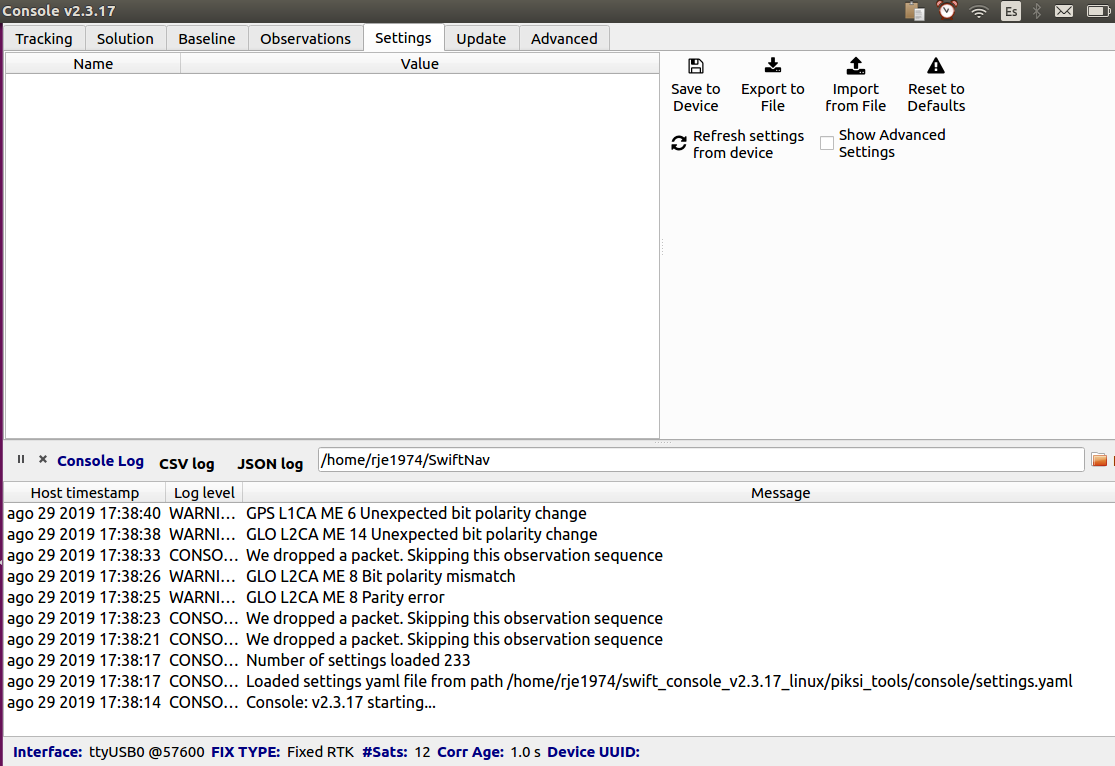 Console v2.3.17
Es
Tracking Solution Baseline Observations Settings Update Advanced
Name Value
Save to Device
Export to File
Import from File
Reset to Defaults
Refresh settings from device
Show Advanced Settings
Console Log CSV log JSON log /home/rje1974/SwiftNav
Host timestamp Log level Message
ago 29 2019 17:38:40 WARNI... GPS L1CA ME 6 Unexpected bit polarity change
ago 29 2019 17:38:38 WARNI... GLO L2CA ME 14 Unexpected bit polarity change
ago 29 2019 17:38:33 CONSO... We dropped a packet. Skipping this observation sequence
ago 29 2019 17:38:26 WARNI... GLO L2CA ME 8 Bit polarity mismatch
ago 29 2019 17:38:25 WARNI... GLO L2CA ME 8 Parity error
ago 29 2019 17:38:23 CONSO... We dropped a packet. Skipping this observation sequence
ago 29 2019 17:38:21 CONSO... We dropped a packet. Skipping this observation sequence
ago 29 2019 17:38:17 CONSO... Number of settings loaded 233
ago 29 2019 17:38:17 CONSO... Loaded settings yaml file from path /home/rje1974/swift_console_v2.3.17_linux/piksi_tools/console/settings.yaml
ago 29 2019 17:38:14 CONSO... Console: v2.3.17 starting...
Interface: ttyUSB0 @57600 FIX TYPE: Fixed RTK #Sats: 12 Corr Age: 1.0 s Device UUID: